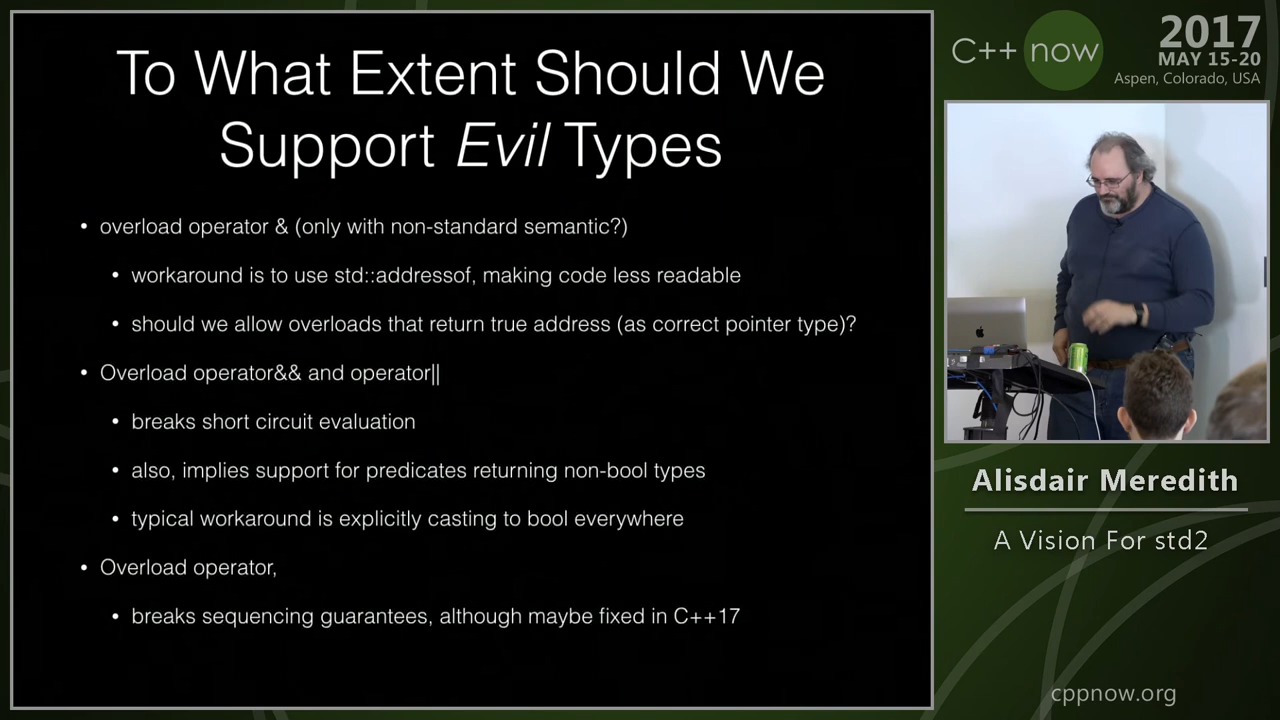 To What Extent Should We
Support Evil Types
• overload operator & (only with non-standard semantic?)
• workaround is to use std::addressof, making code less readable
• should we allow overloads that return true address (as correct pointer type)?
• Overload operator&& and operator||
• breaks short circuit evaluation
• also, implies support for predicates returning non-bool types
• typical workaround is explicitly casting to bool everywhere
• Overload operator,
• breaks sequencing guarantees, although maybe fixed in C++17
C++ now
2017
MAY 15-20
Aspen, Colorado, USA
Alisdair Meredith
A Vision For std2
cppnow.org